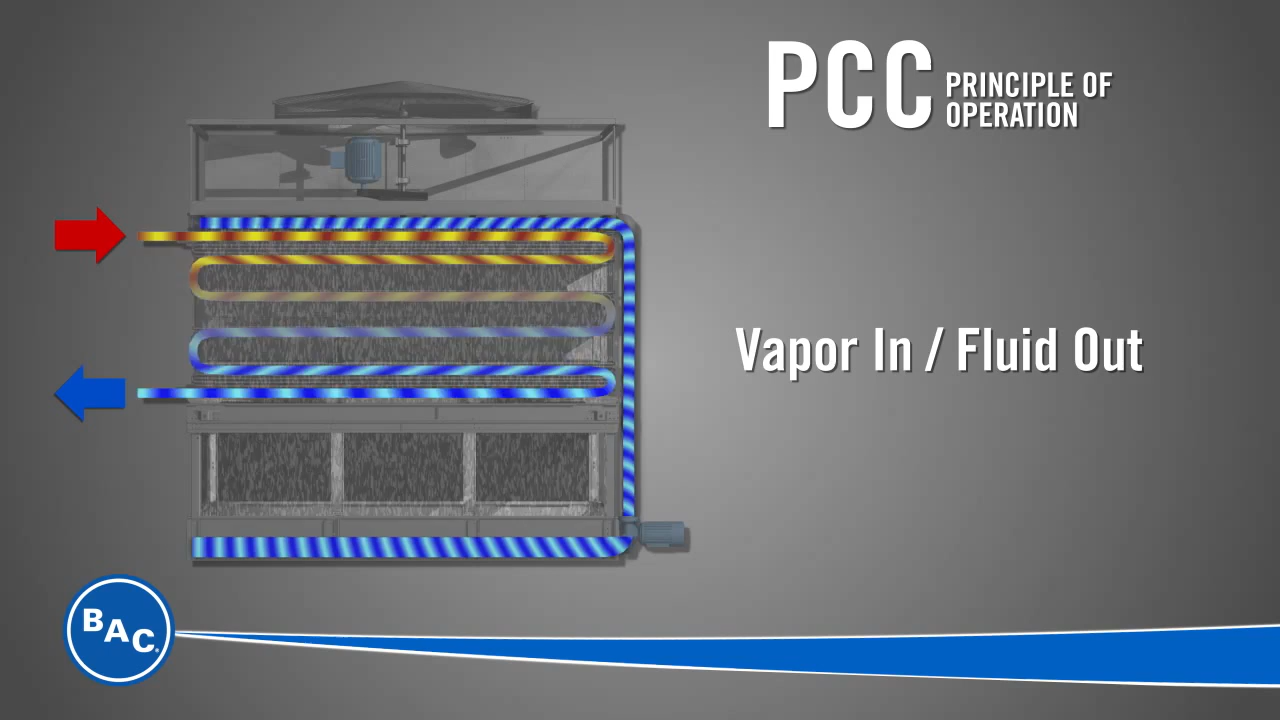 PCC PRINCIPLE OF
OPERATION
Vapor In / Fluid Out
BAC®